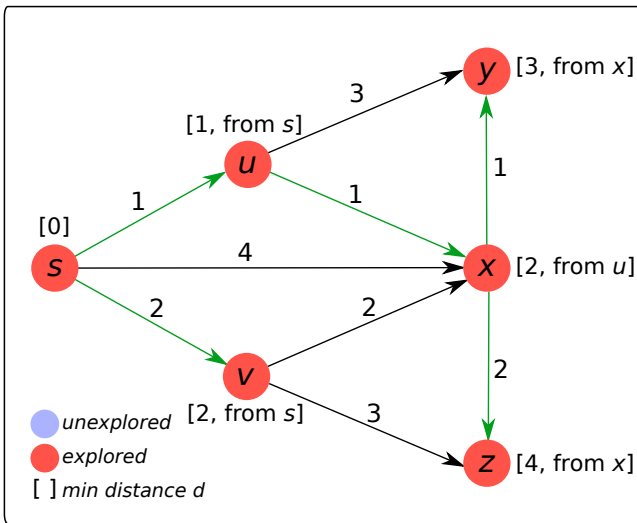 y [3, from x]
3
[1, from s]
u
1
1
1
[0]
s
4
x [2, from u]
2
2
2
v
[2, from s]
3
z [4, from x]
unexplored
explored
[ ] min distance d